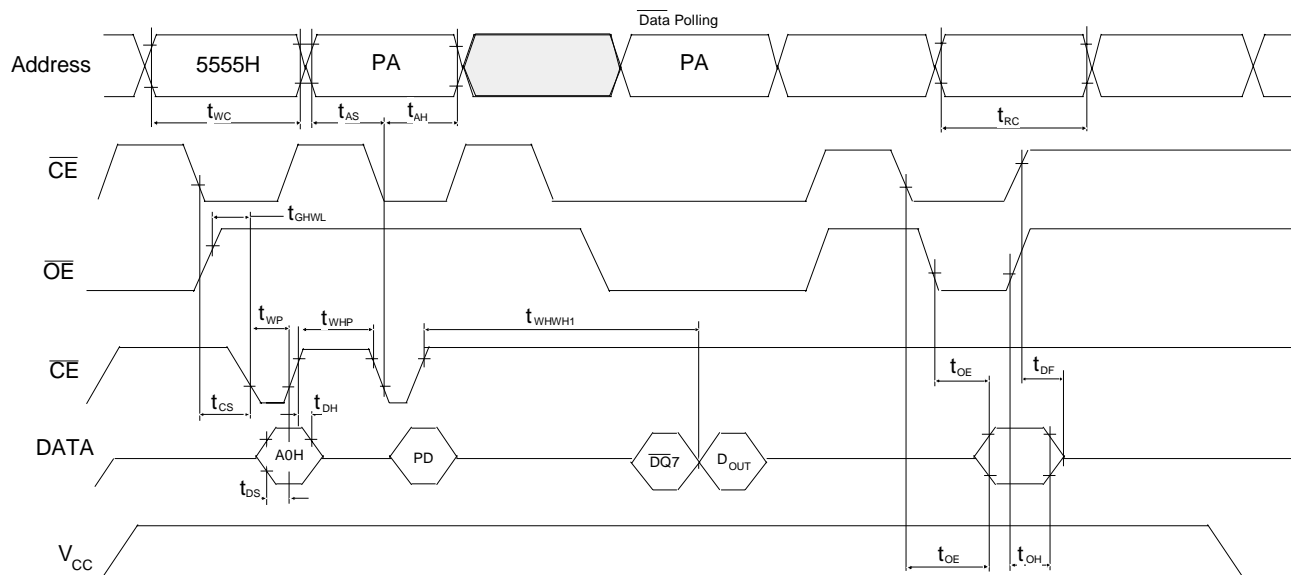 Data Polling
Address
5555H
PA
PA
tWC
tAS
tAH
tRC
CE
tGHWL
OE
tWP
tWHP
tWHWH1
CE
tOE
tDF
tCS
tDH
DATA
A0H
PD
DQ7
DOUT
tDS
VCC
tOE
tOH